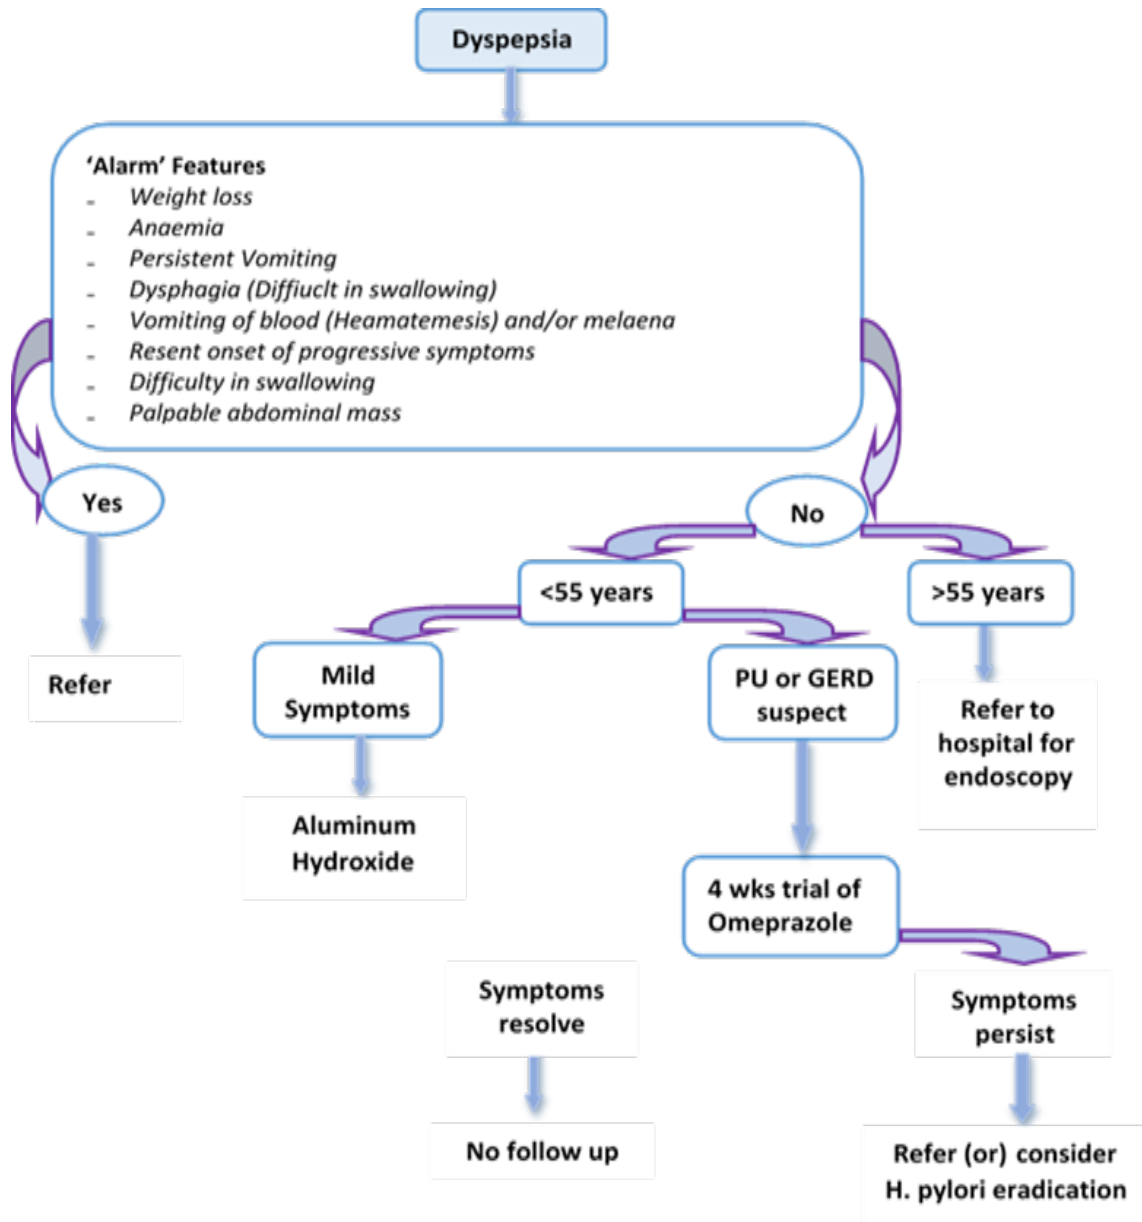 Dyspepsia
‘Alarm’ Features
- Weight loss
- Anaemia
- Persistent Vomiting
- Dysphagia (Diffiuclt in swallowing)
- Vomiting of blood (Heamatemesis) and/or melaena
- Resent onset of progressive symptoms
- Difficulty in swallowing
- Palpable abdominal mass
Yes
No
<55 years
>55 years
Refer
Mild
Symptoms
PU or GERD
suspect
Refer to
hospital for
endoscopy
Aluminum
Hydroxide
4 wks trial of
Omeprazole
Symptoms
resolve
Symptoms
persist
No follow up
Refer (or) consider
H. pylori eradication